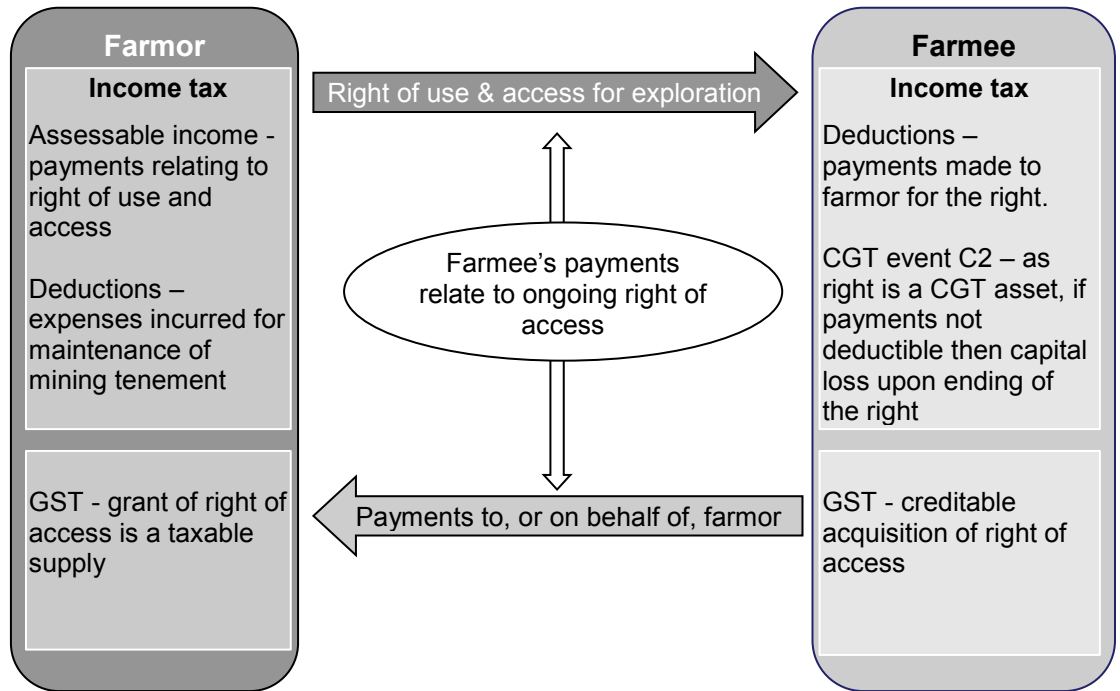 Farmor
Income tax
Assessable income -
payments relating to
right of use and
access
Deductions –
expenses incurred for
maintenance of
mining tenement
GST - grant of right of
access is a taxable
supply
Right of use & access for exploration
Farmee's payments
relate to ongoing right of
access
Payments to, or on behalf of, farmor
Farmee
Income tax
Deductions –
payments made to
farmor for the right.
CGT event C2 – as
right is a CGT asset, if
payments not
deductible then capital
loss upon ending of
the right
GST - creditable
acquisition of right of
access